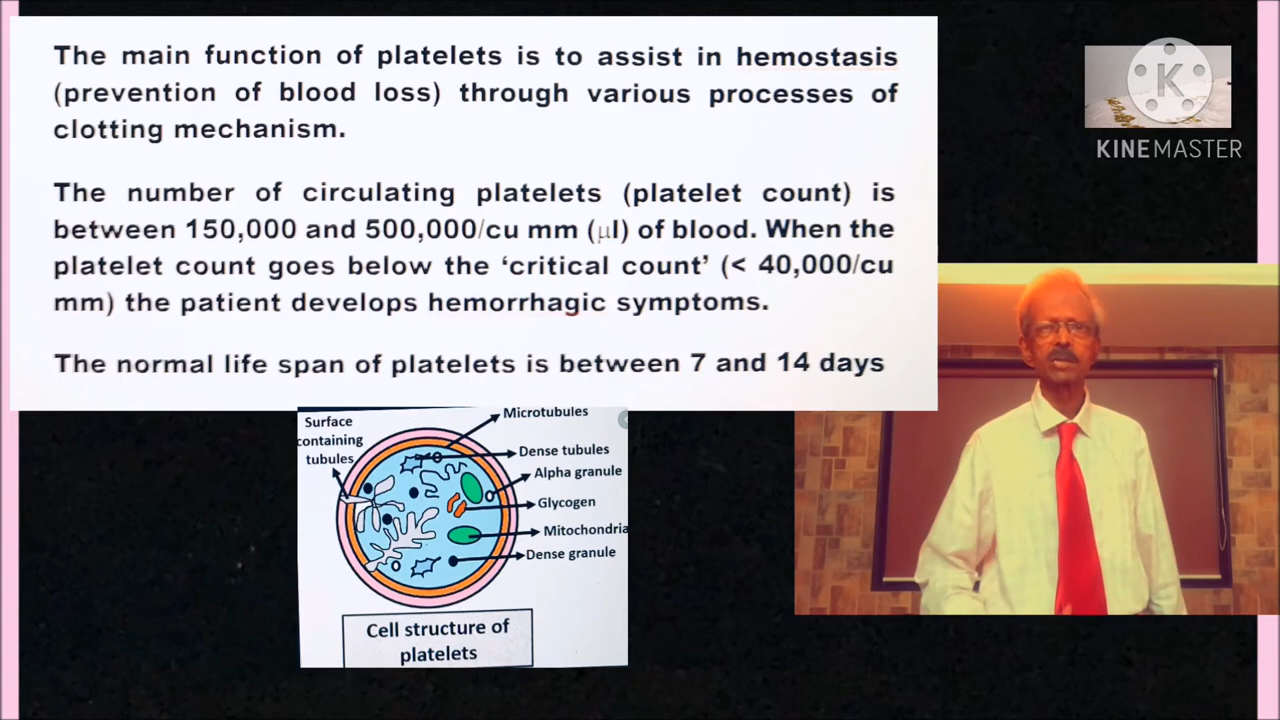 The main function of platelets is to assist in hemostasis
(prevention of blood loss) through various processes of
clotting mechanism.
The number of circulating platelets (platelet count) is
between 150,000 and 500,000/cu mm (μl) of blood. When the
platelet count goes below the ‘critical count’ (< 40,000/cu
mm) the patient develops hemorrhagic symptoms.
The normal life span of platelets is between 7 and 14 days
K
KINEMASTER
Surface
containing
tubules
Microtubules
Dense tubules
Alpha granule
Glycogen
Mitochondria
Dense granule
Cell structure of
platelets